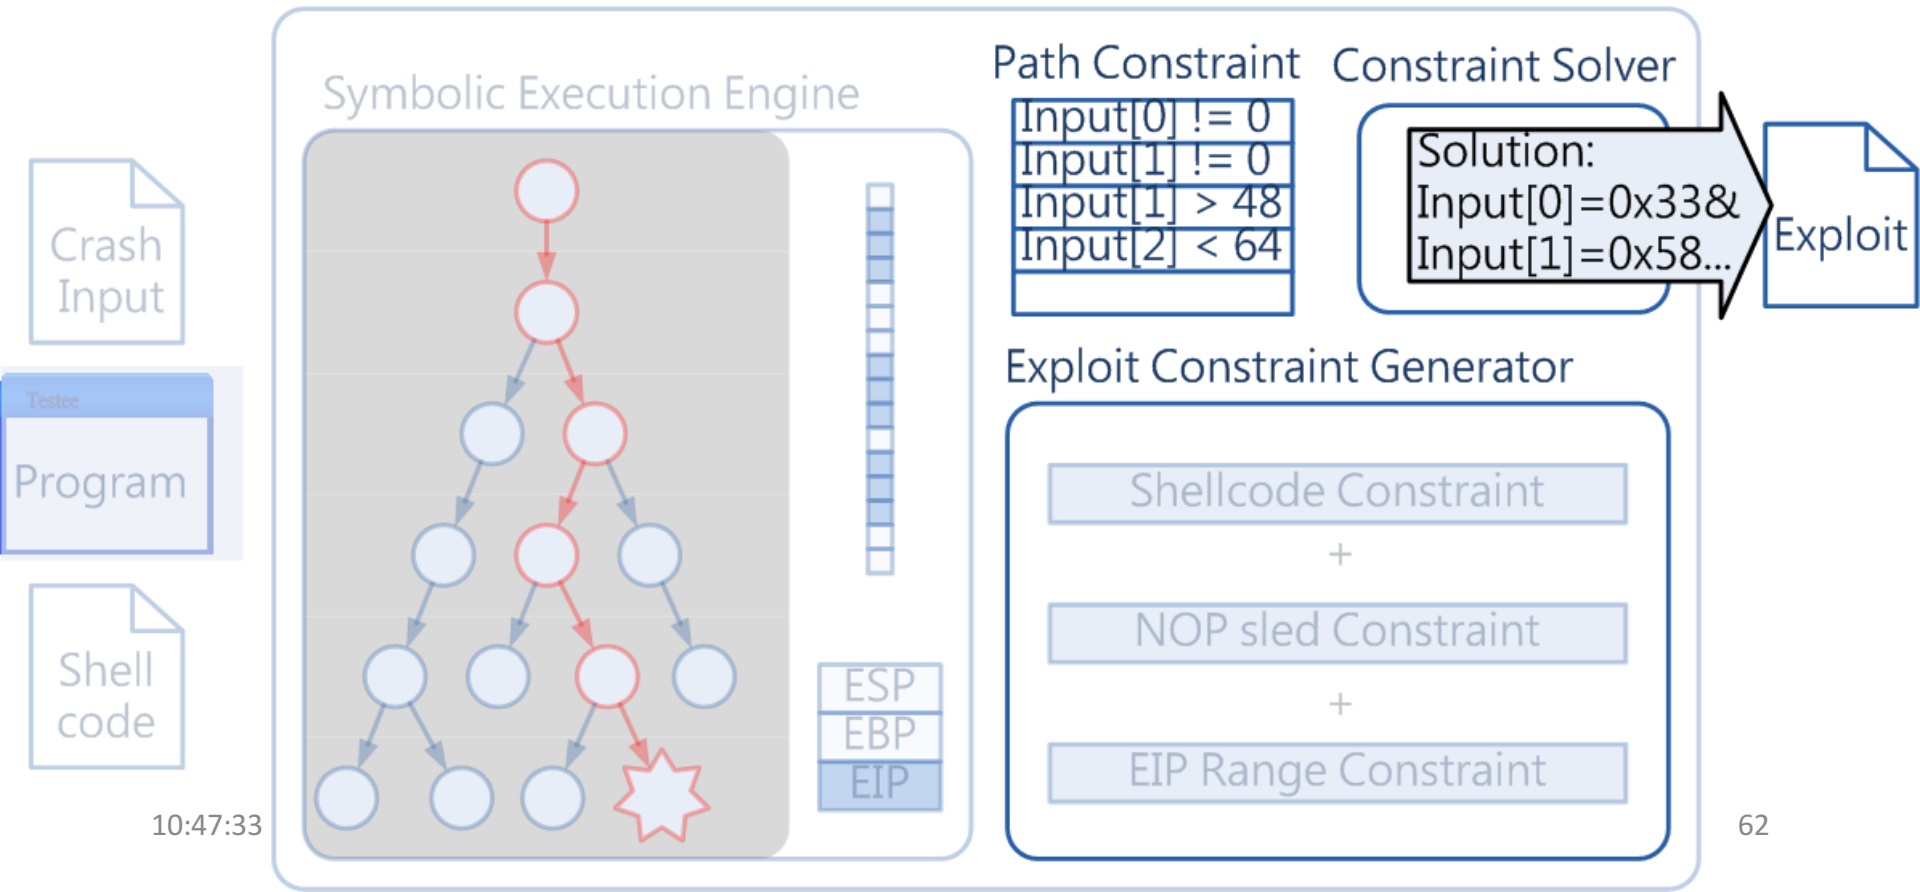 Symbolic Execution Engine
Path Constraint
Constraint Solver
Input[0] != 0
Input[1] != 0
Input[1] > 48
Input[2] < 64
Solution:
Input[0]=0x33&
Input[1]=0x58...
Exploit
Crash
Input
Testee
Program
Shell
code
ESP
EBP
EIP
Exploit Constraint Generator
Shellcode Constraint
+
NOP sled Constraint
+
EIP Range Constraint
10:47:33
62